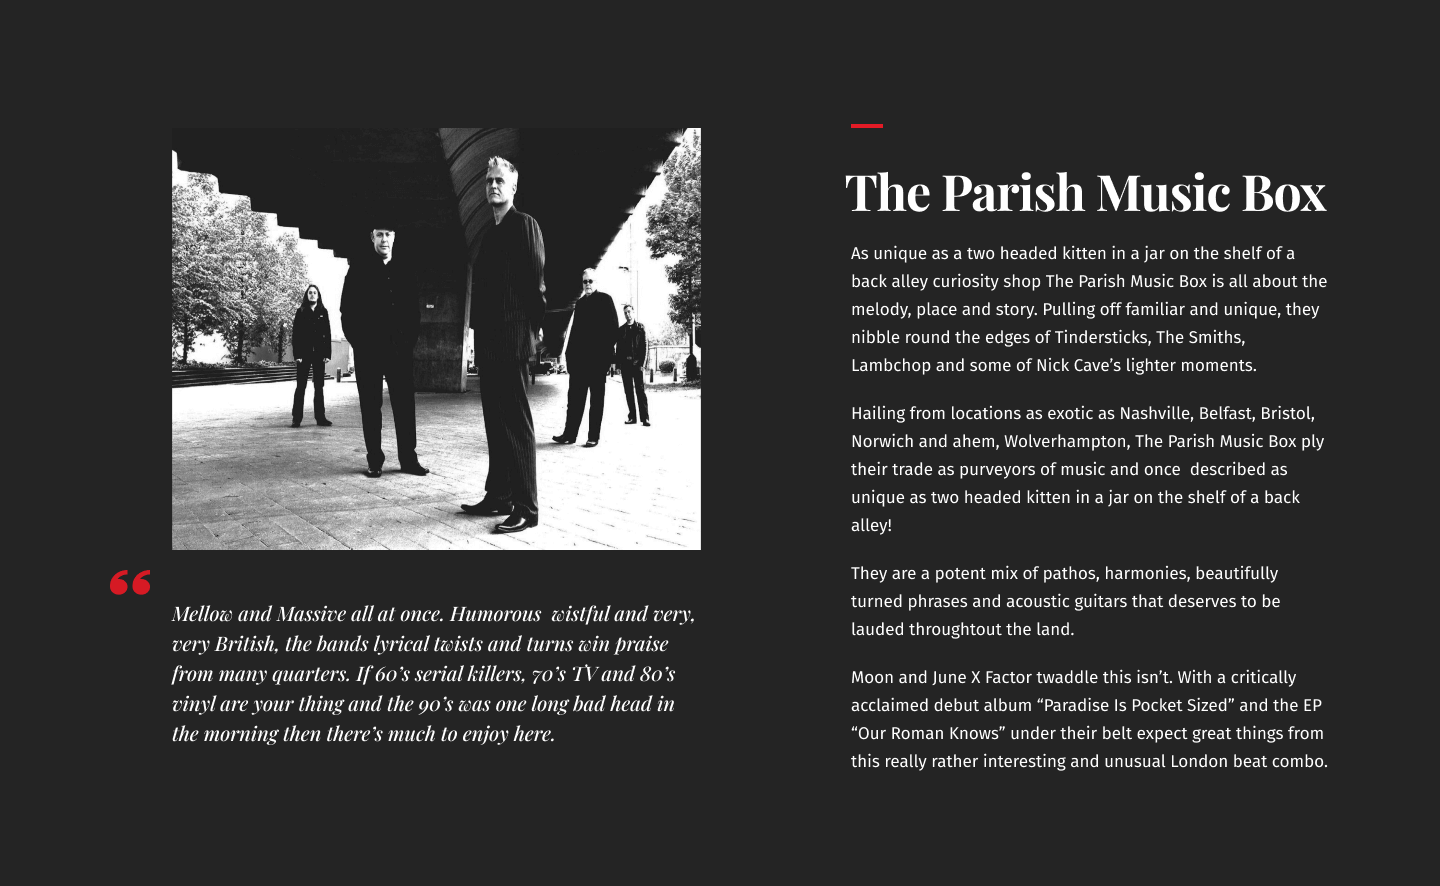 The Parish Music Box
As unique as a two headed kitten in a jar on the shelf of a
back alley curiosity shop The Parish Music Box is all about the
melody, place and story. Pulling off familiar and unique, they
nibble round the edges of Tindersticks, The Smiths,
Lambchop and some of Nick Cave’s lighter moments.
Hailing from locations as exotic as Nashville, Belfast, Bristol,
Norwich and ahem, Wolverhampton, The Parish Music Box ply
their trade as purveyors of music and once  described as
unique as two headed kitten in a jar on the shelf of a back
alley!
They are a potent mix of pathos, harmonies, beautifully
turned phrases and acoustic guitars that deserves to be
lauded throughtout the land.
Moon and June X Factor twaddle this isn’t. With a critically
acclaimed debut album “Paradise Is Pocket Sized” and the EP
“Our Roman Knows” under their belt expect great things from
this really rather interesting and unusual London beat combo.
“
Mellow and Massive all at once. Humorous  wistful and very,
very British, the bands lyrical twists and turns win praise
from many quarters. If 60’s serial killers, 70’s TV and 80’s
vinyl are your thing and the 90’s was one long bad head in
the morning then there’s much to enjoy here.